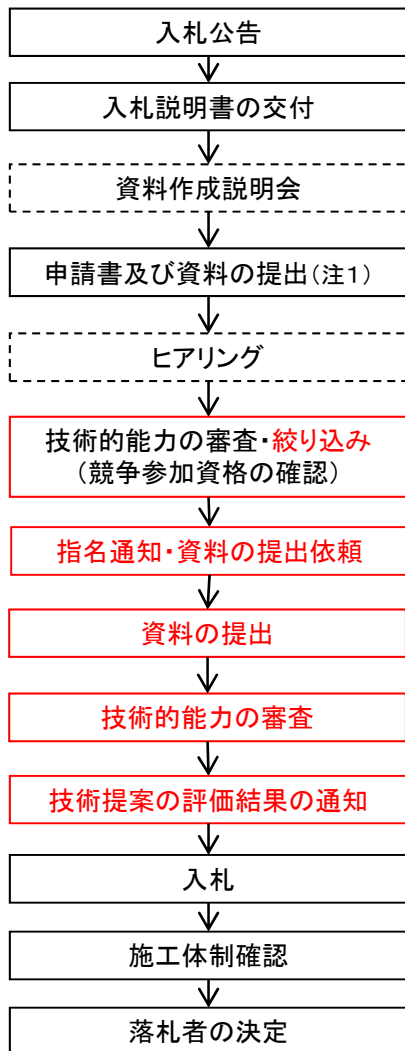 入札公告
入札説明書の交付
資料作成説明会
申請書及び資料の提出(注１)
ヒアリング
技術的能力の審査・絞り込み
(競争参加資格の確認)
指名通知・資料の提出依頼
資料の提出
技術的能力の審査
技術提案の評価結果の通知
入札
施工体制確認
落札者の決定